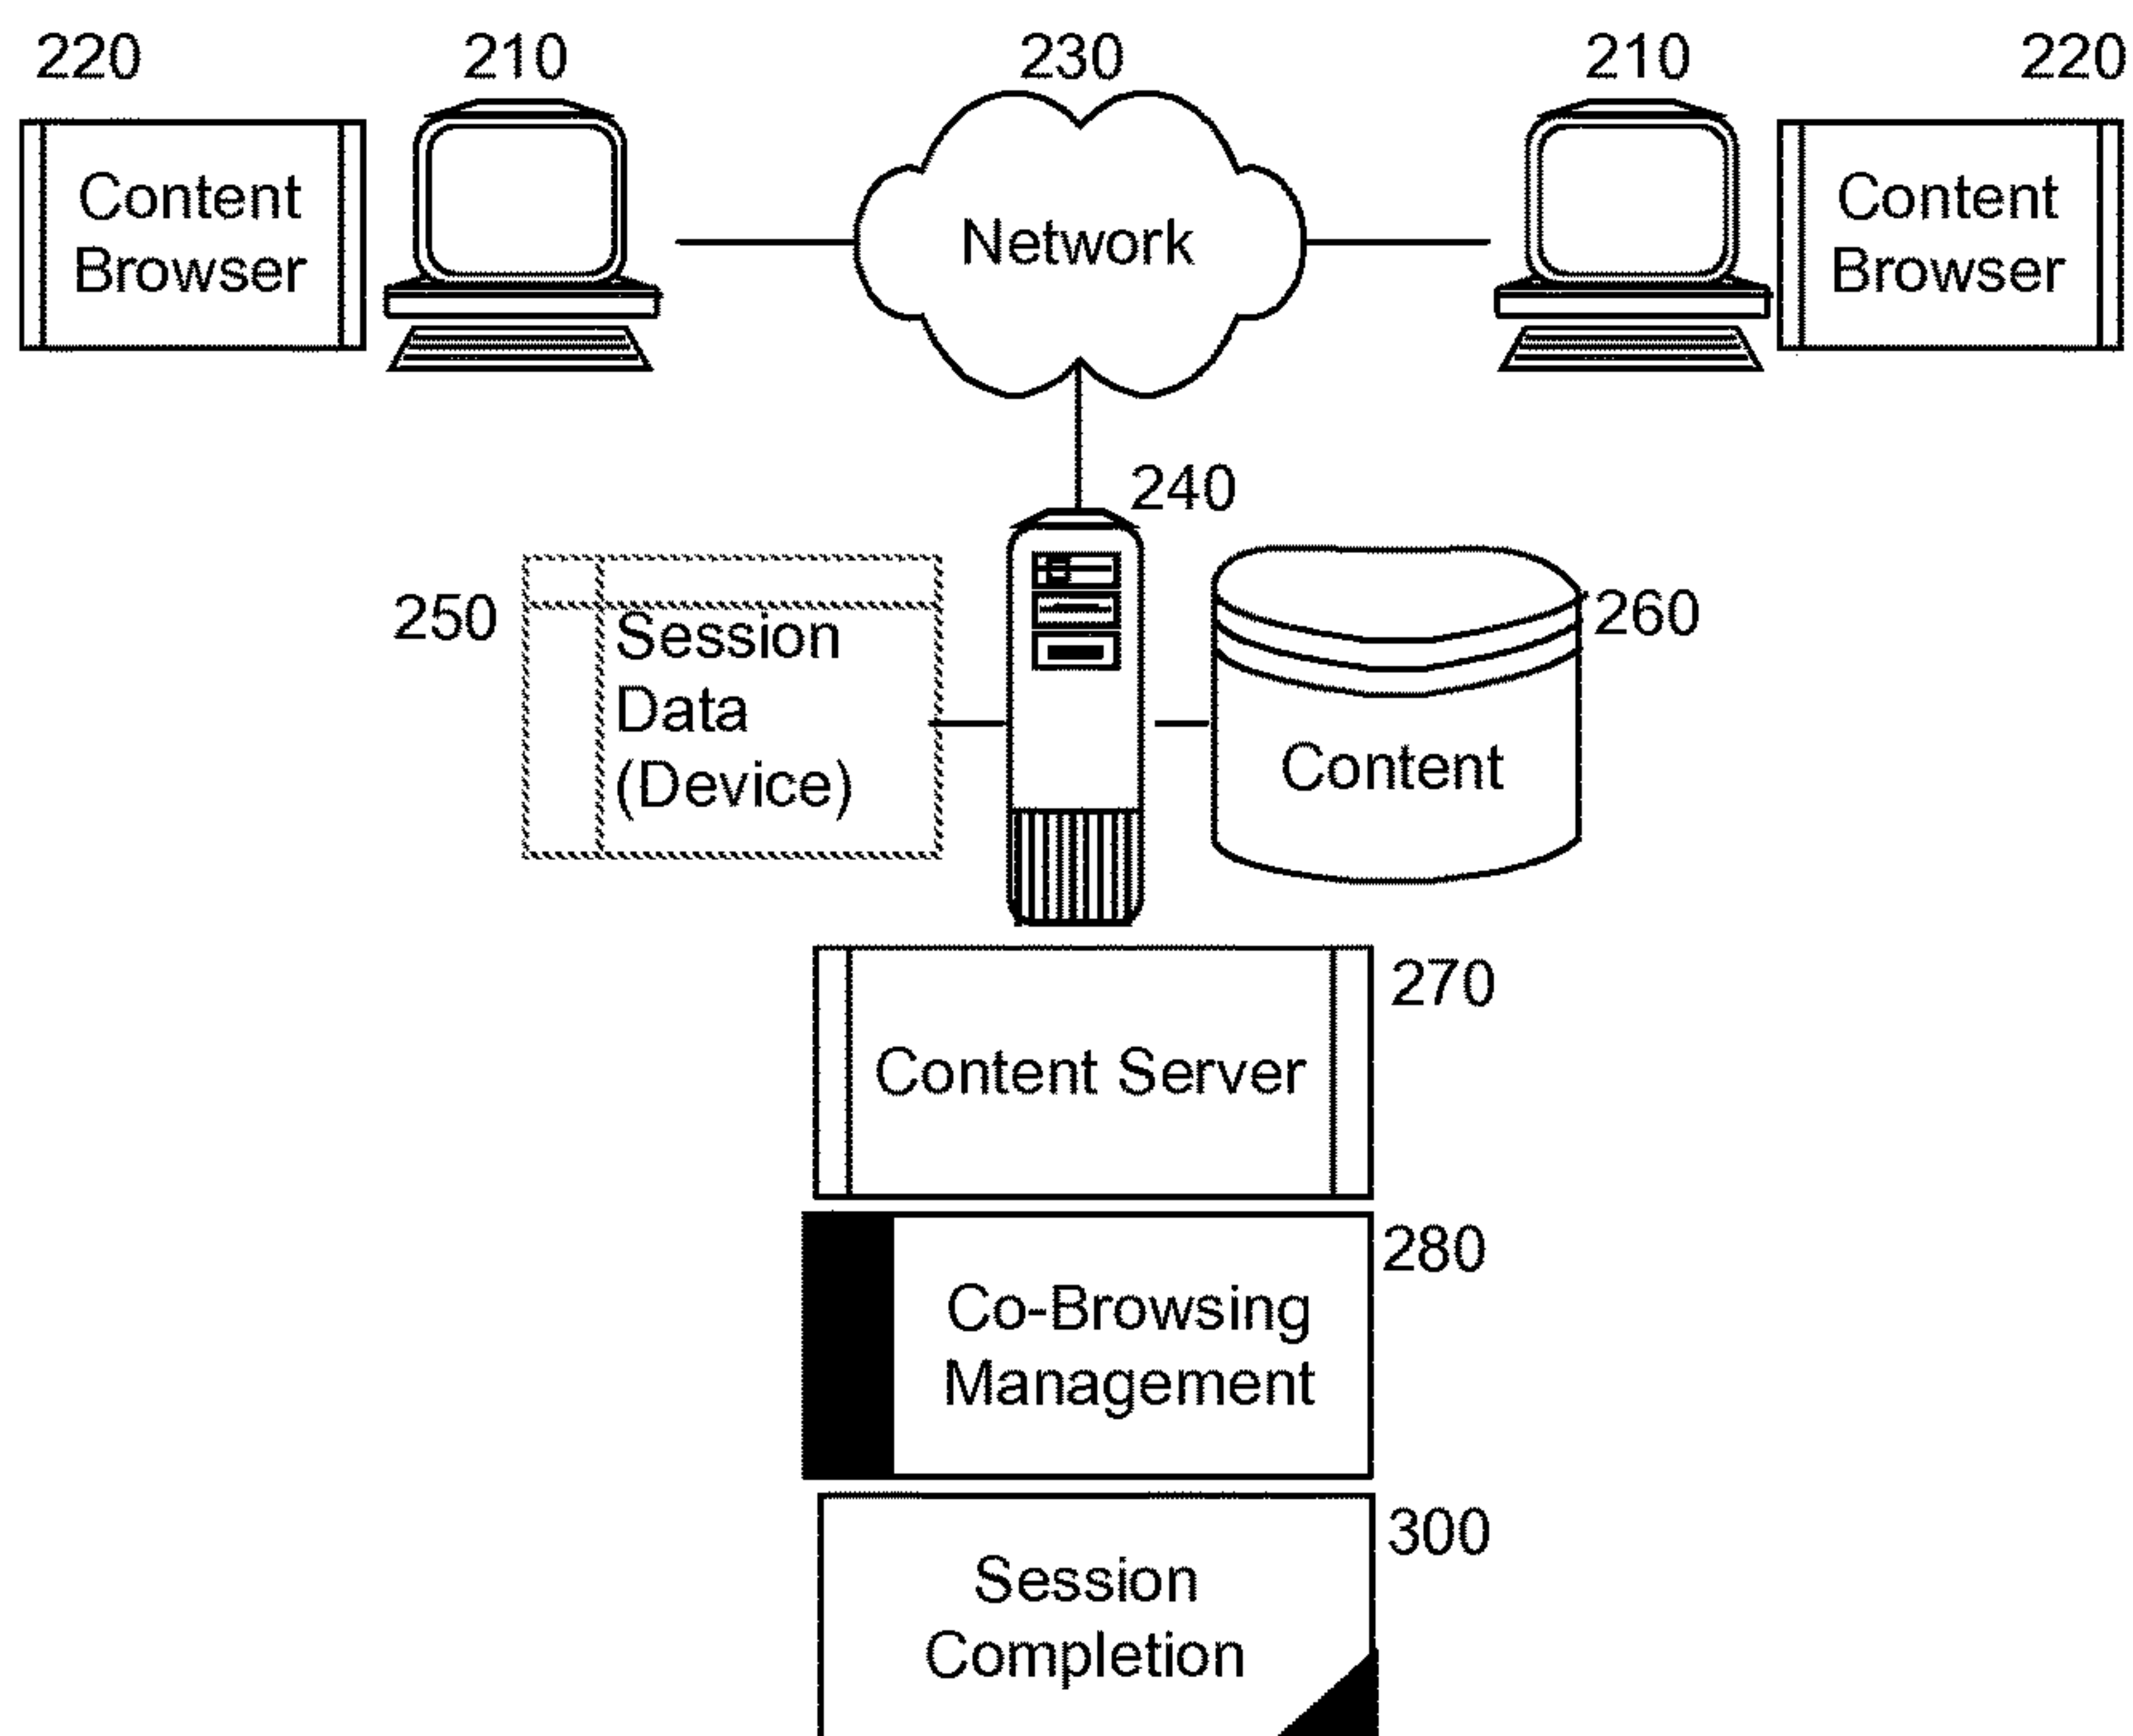 220
210
230
210
220
Content
Browser
Network
Content
Browser
240
250
Session
Data
(Device)
260
Content
270
Content Server
280
Co-Browsing
Management
300
Session
Completion